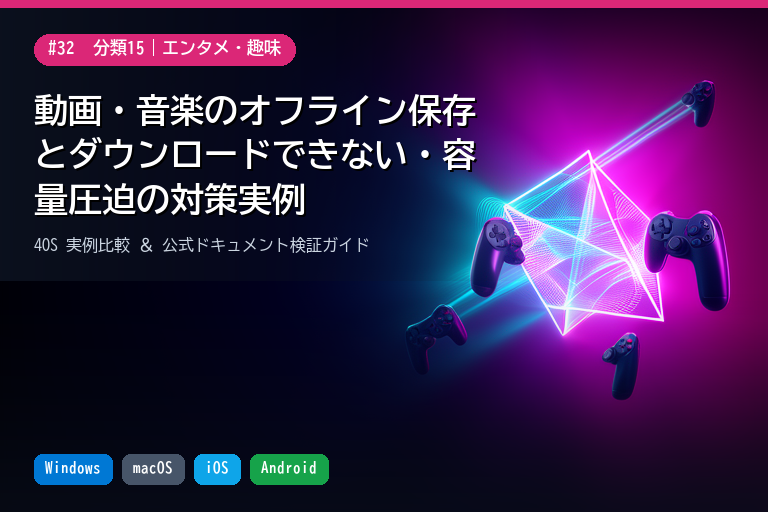 #32 分類15｜エンタメ・趣味
動画・音楽のオフライン保存
とダウンロードできない・容
量圧迫の対策実例
4OS 実例比較 ＆ 公式ドキュメント検証ガイド
Windows
macOS
iOS
Android